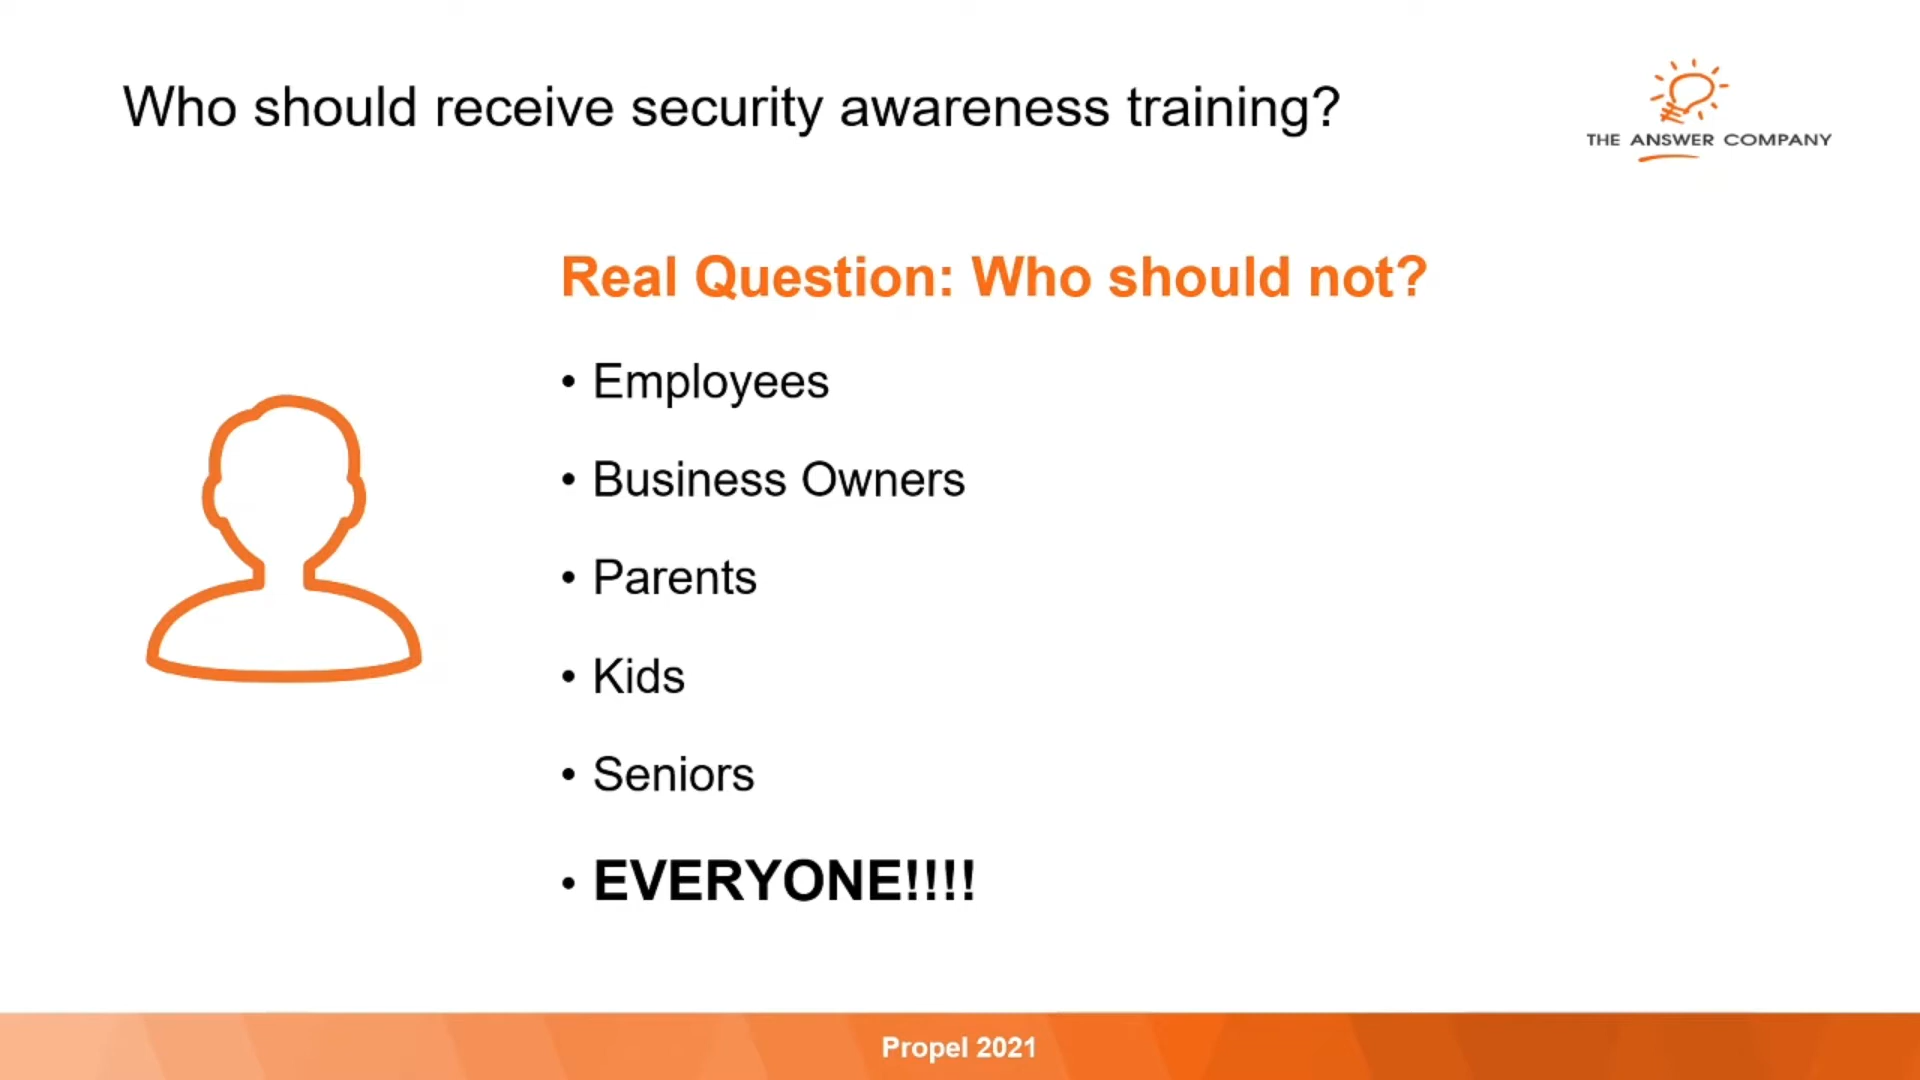 Who should receive security awareness training?
THE ANSWER COMPANY
Real Question: Who should not?
• Employees
• Business Owners
• Parents
• Kids
• Seniors
• EVERYONE!!!!
Propel 2021